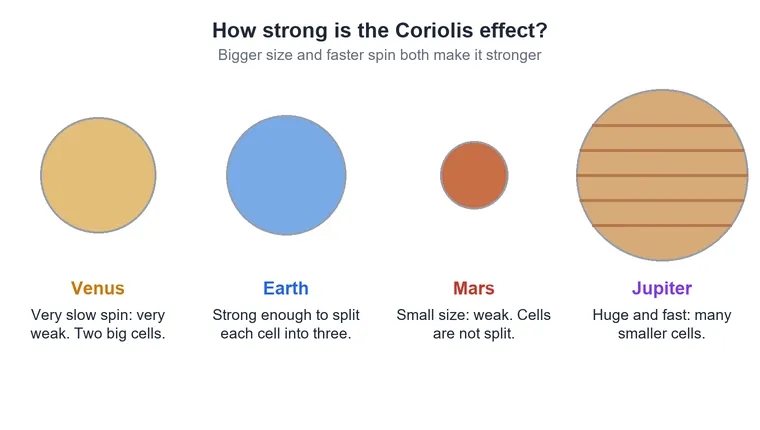 How strong is the Coriolis effect?
Bigger size and faster spin both make it stronger
Venus
Very slow spin: very
weak. Two big cells.
Earth
Strong enough to split
each cell into three.
Mars
Small size: weak. Cells
are not split.
Jupiter
Huge and fast: many
smaller cells.